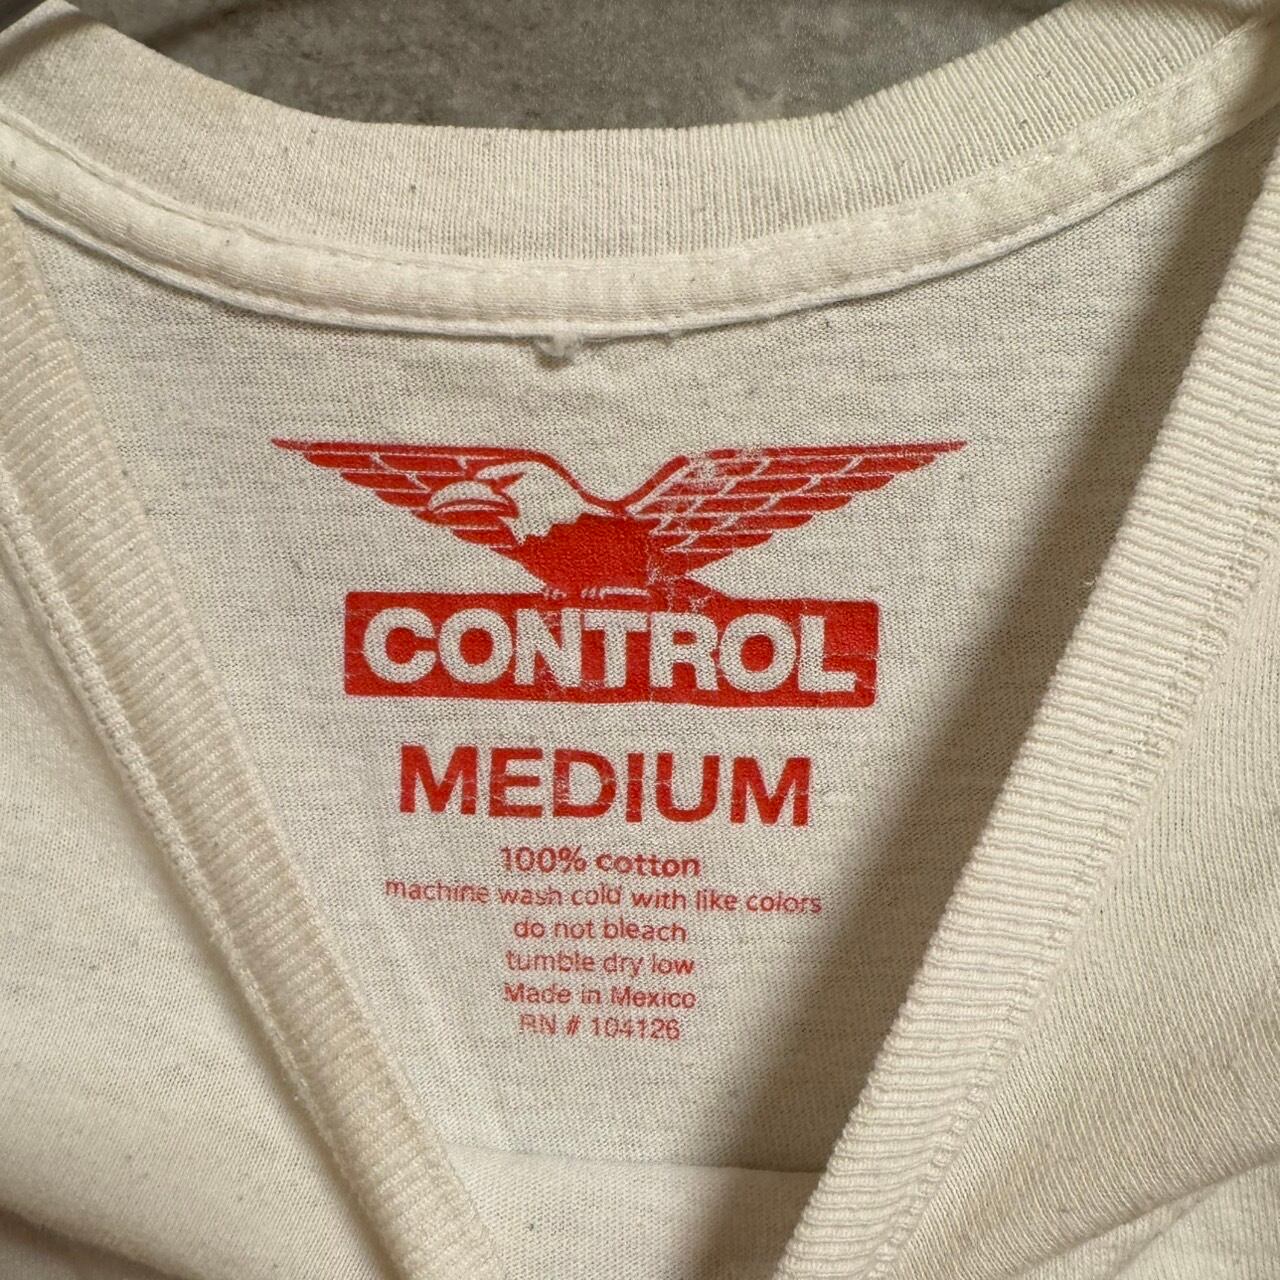 CONTROL
MEDIUM
100% cotton
machine wash cold with like colors
do not bleach
tumble dry low
Made in Mexico
RN # 104126